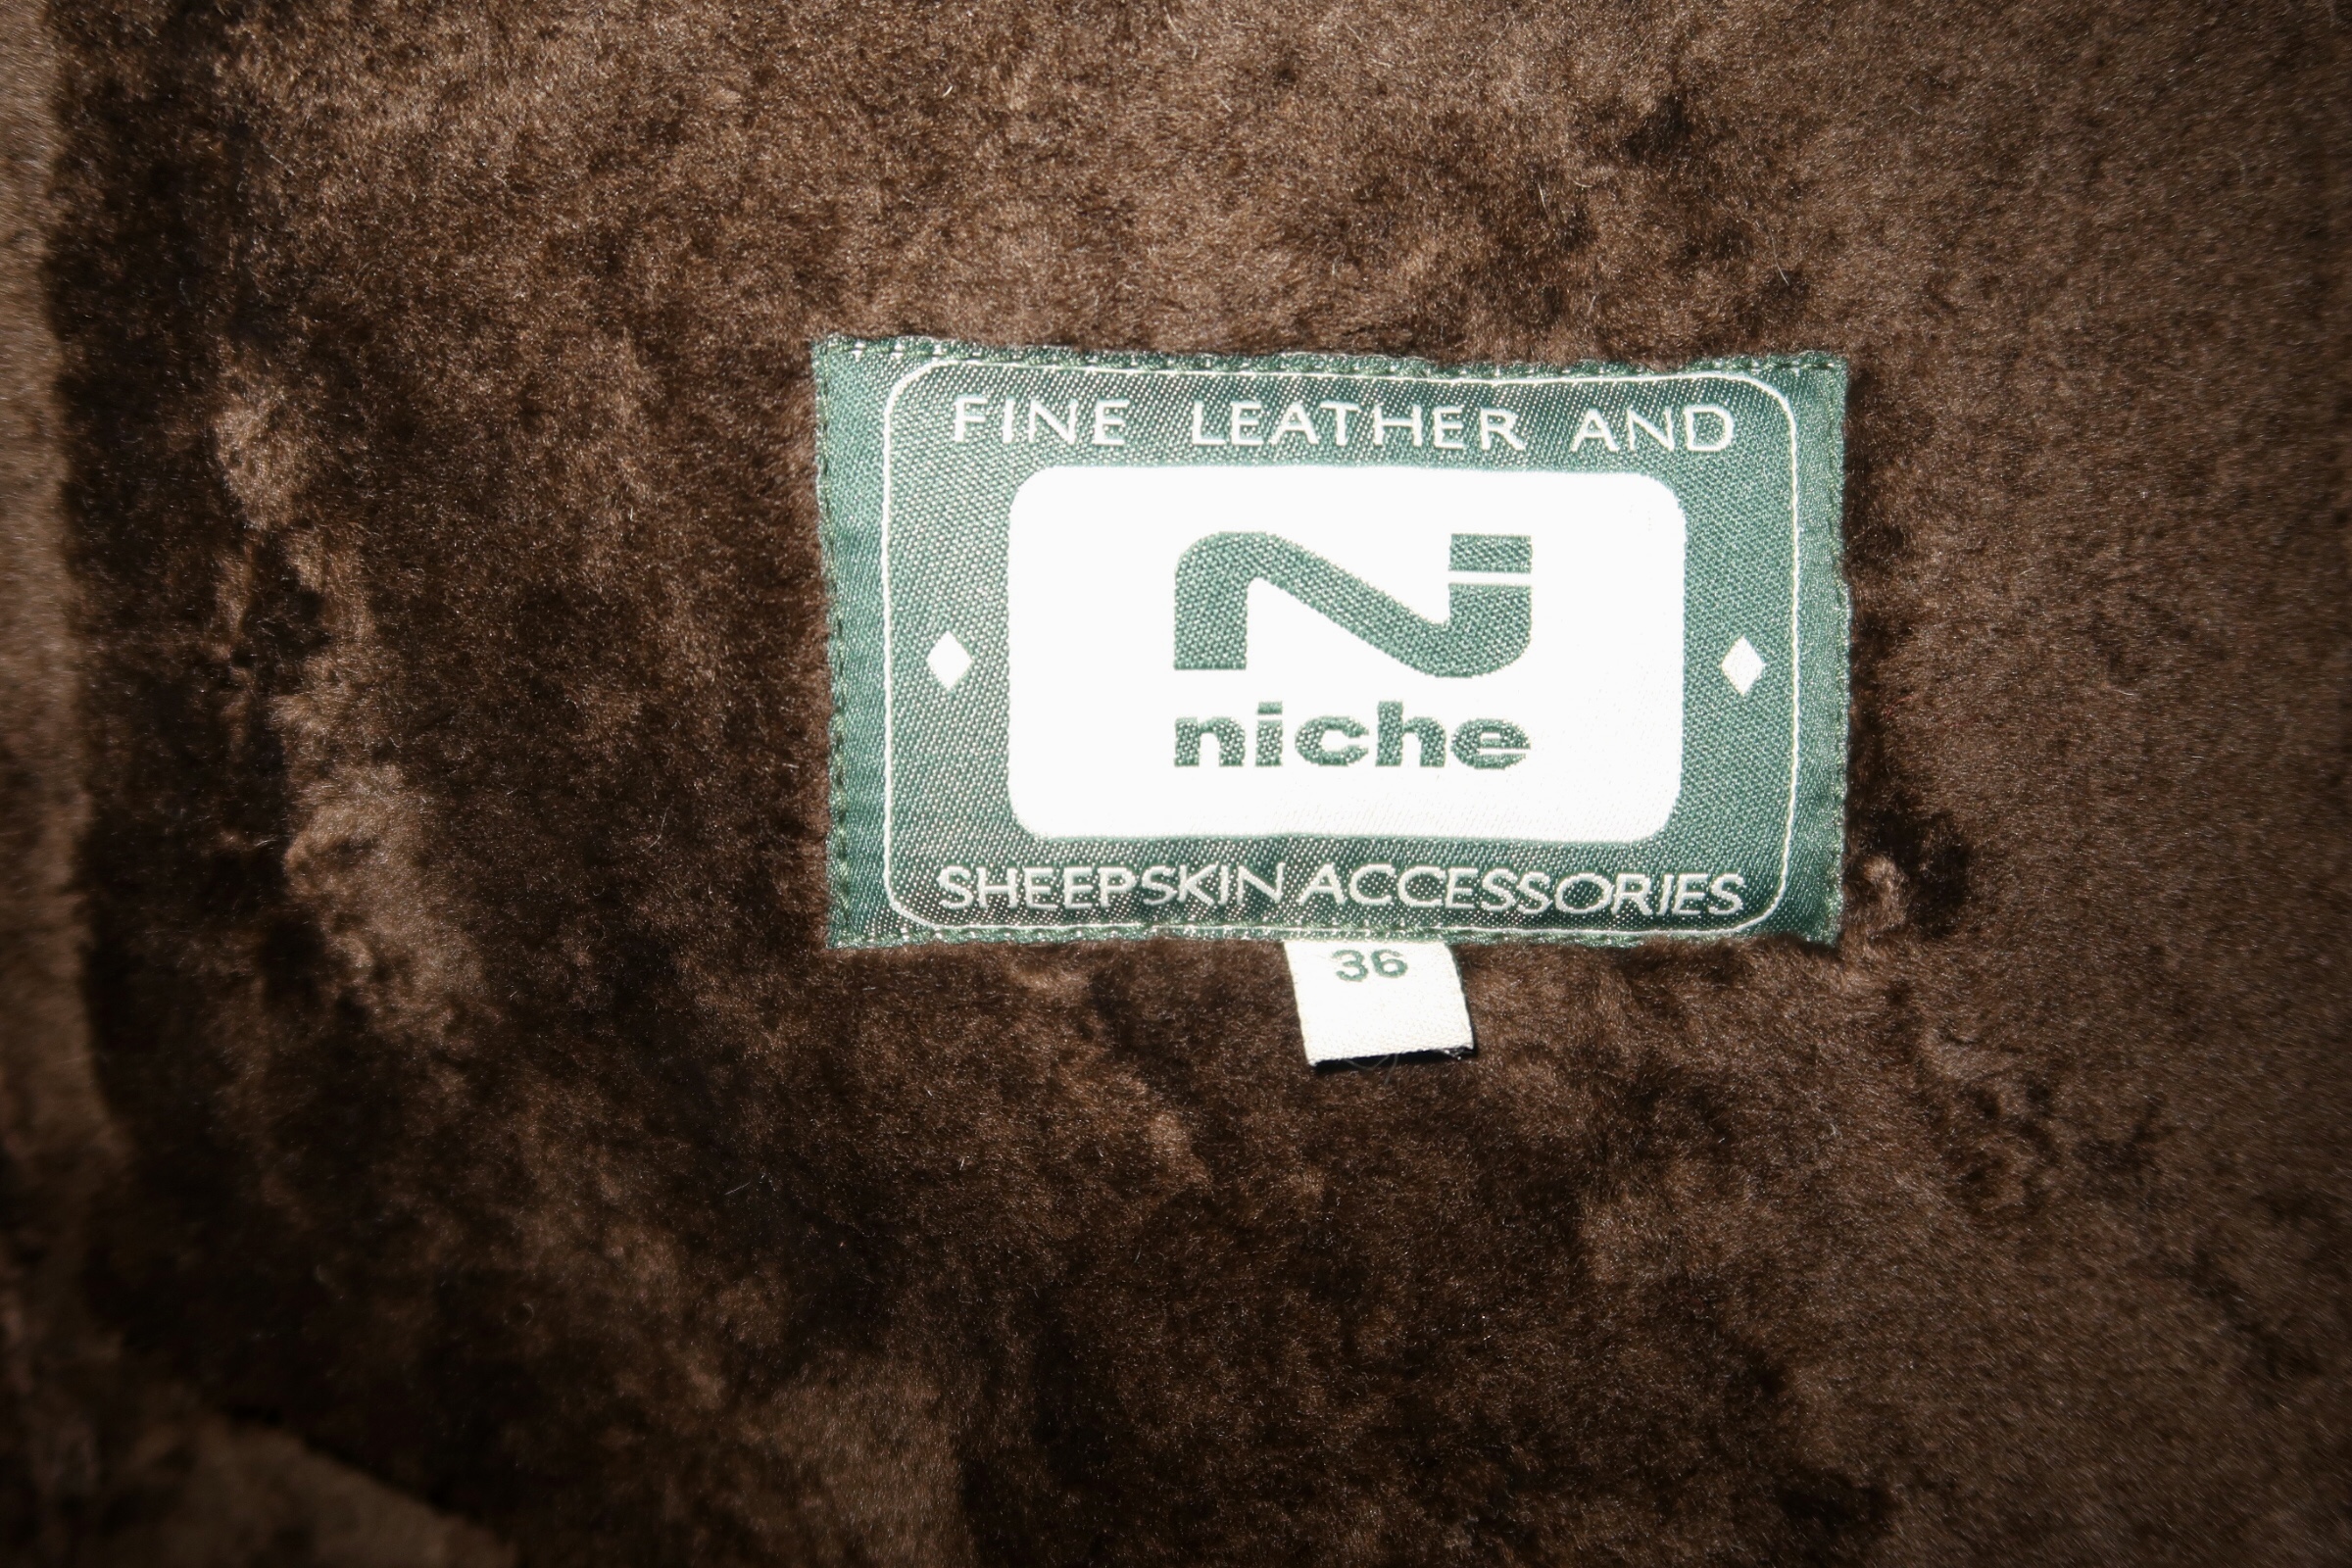 FINE LEATHER AND
niche
SHEEPSKIN ACCESSORIES
36